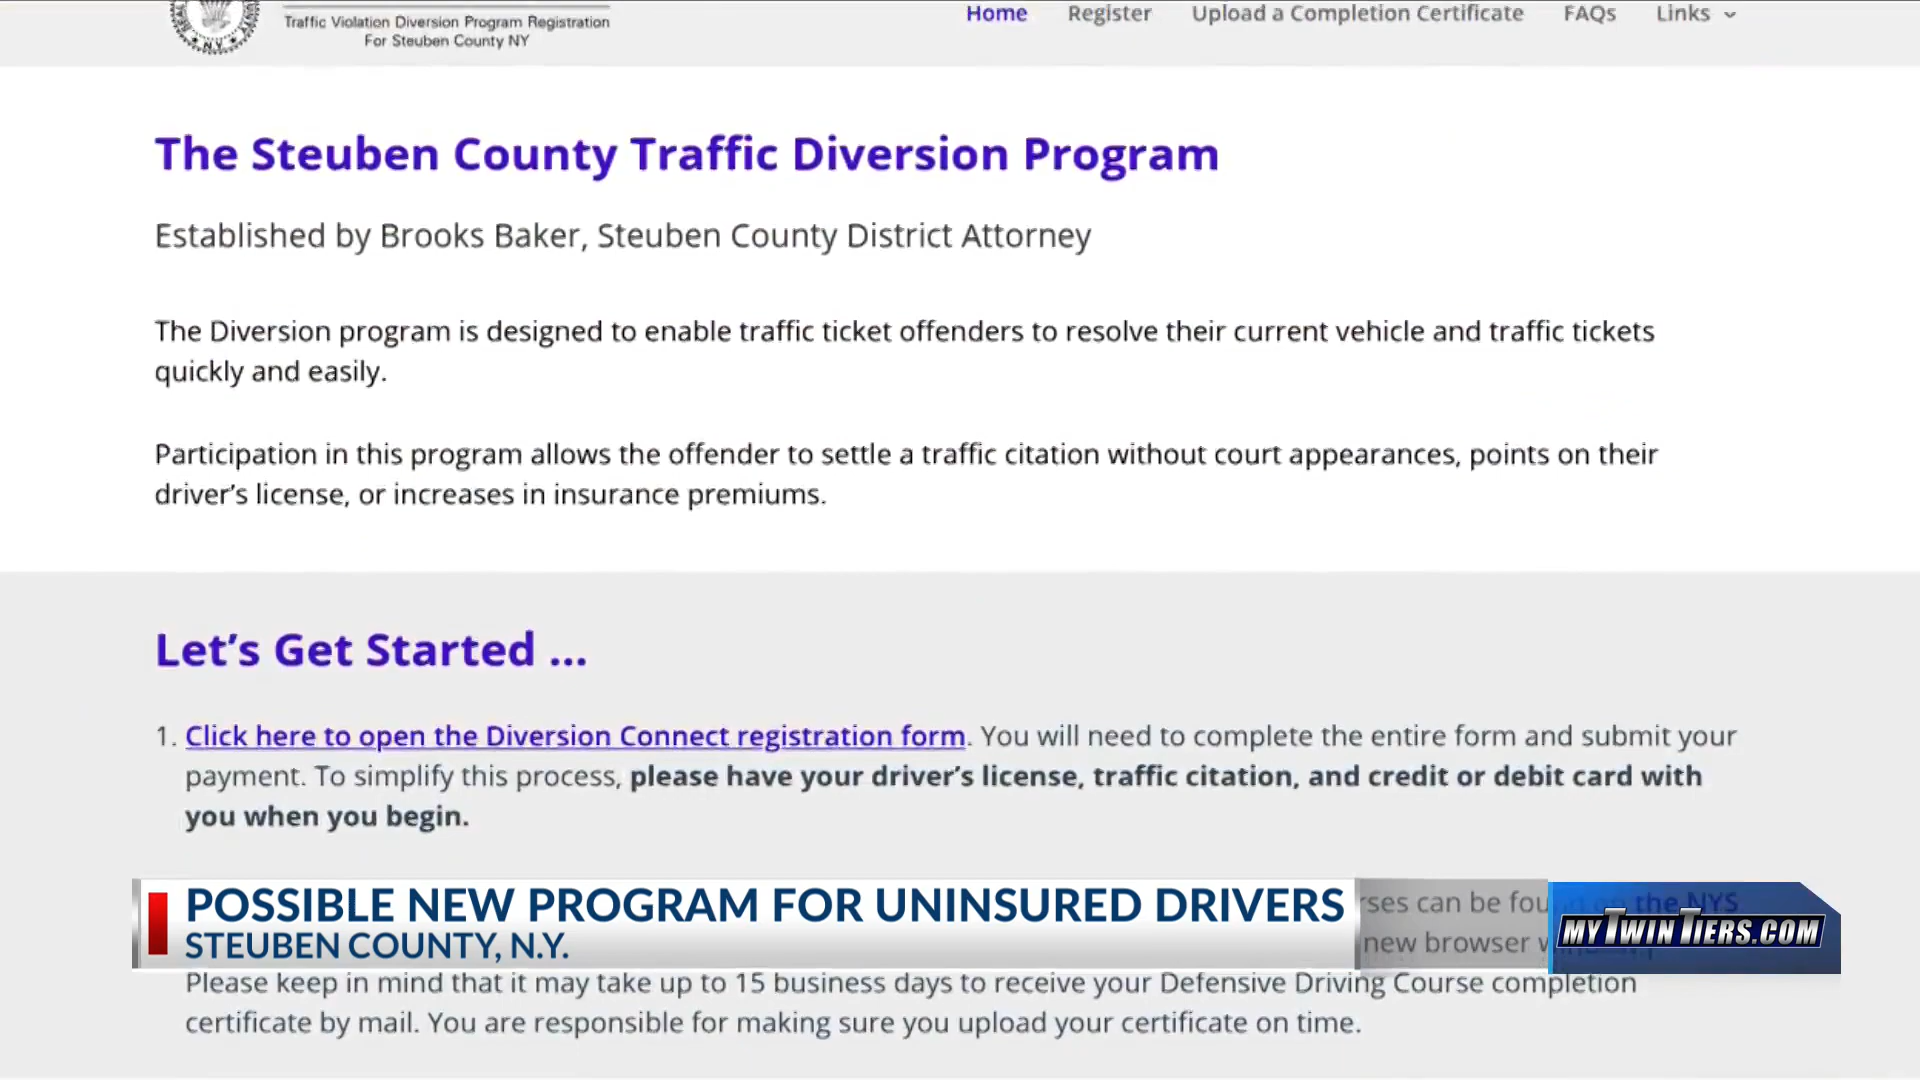 N.Y.
Traffic Violation Diversion Program Registration
For Steuben County NY
Home Register Upload a Completion Certificate FAQs Links
The Steuben County Traffic Diversion Program
Established by Brooks Baker, Steuben County District Attorney
The Diversion program is designed to enable traffic ticket offenders to resolve their current vehicle and traffic tickets
quickly and easily.
Participation in this program allows the offender to settle a traffic citation without court appearances, points on their
driver’s license, or increases in insurance premiums.
Let’s Get Started ...
1. Click here to open the Diversion Connect registration form. You will need to complete the entire form and submit your
payment. To simplify this process, please have your driver’s license, traffic citation, and credit or debit card with
you when you begin.
can be on the NYS
new browser
POSSIBLE NEW PROGRAM FOR UNINSURED DRIVERS
STEUBEN COUNTY, N.Y.
MYTWINTIERS.COM
Please keep in mind that it may take up to 15 business days to receive your Defensive Driving Course completion
certificate by mail. You are responsible for making sure you upload your certificate on time.